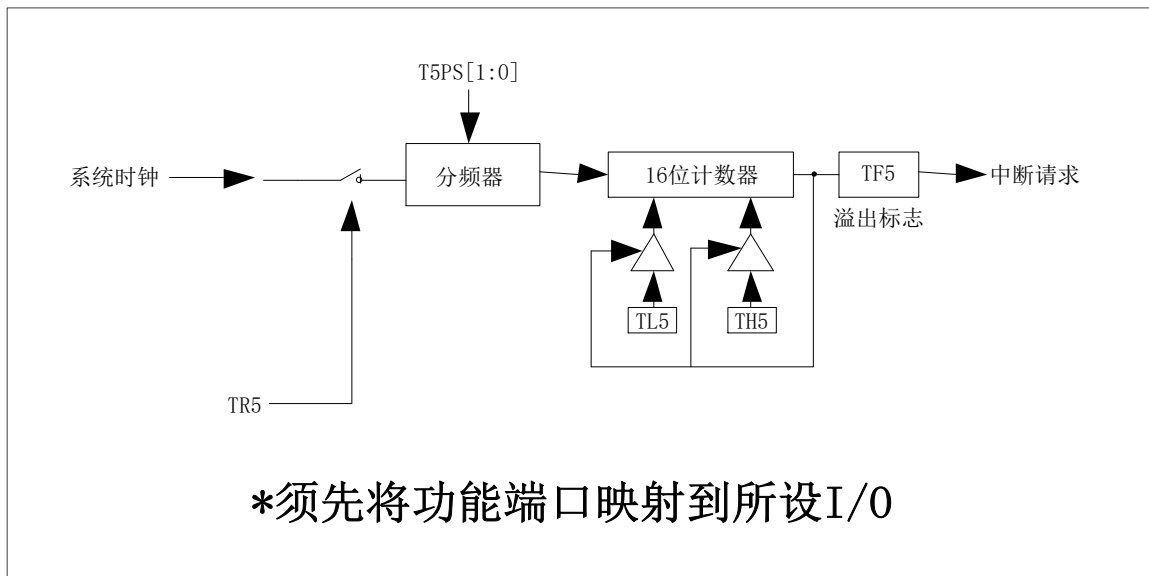 T5PS[1:0]
系统时钟
分频器
16位计数器
TF5
中断请求
溢出标志
TL5
TH5
TR5
*须先将功能端口映射到所设I/O